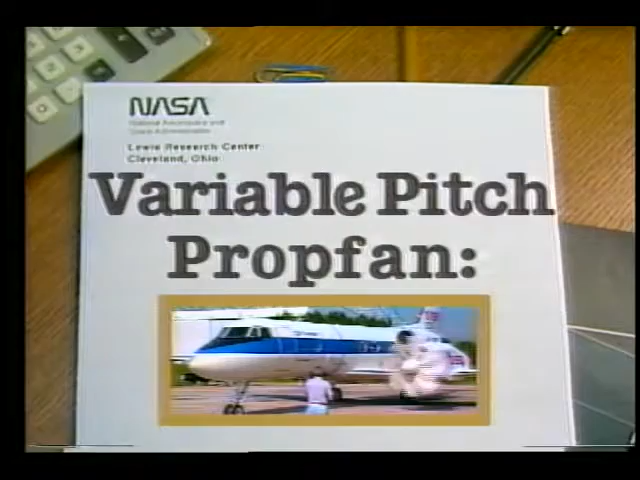 NASA
National Aeronautics and
Space Administration
Lewis Research Center
Cleveland, Ohio
Variable Pitch
Propfan: